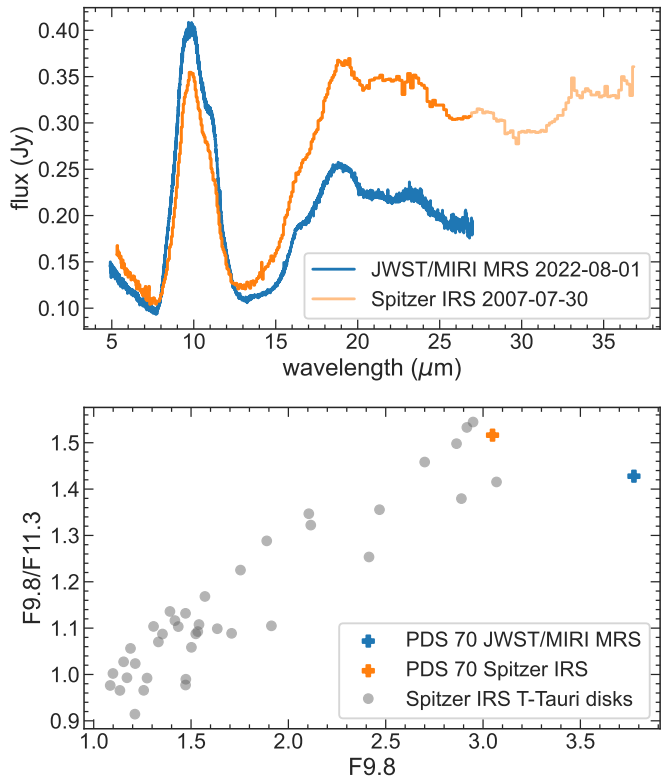 0.40
0.35
0.30
0.25
0.20
0.15
0.10
flux (Jy)
JWST/MIRI MRS 2022-08-01
Spitzer IRS 2007-07-30
5 10 15 20 25 30 35
wavelength (μm)
1.5
1.4
1.3
1.2
1.1
1.0
0.9
F9.8/F11.3
PDS 70 JWST/MIRI MRS
PDS 70 Spitzer IRS
Spitzer IRS T-Tauri disks
1.0 1.5 2.0 2.5 3.0 3.5
F9.8